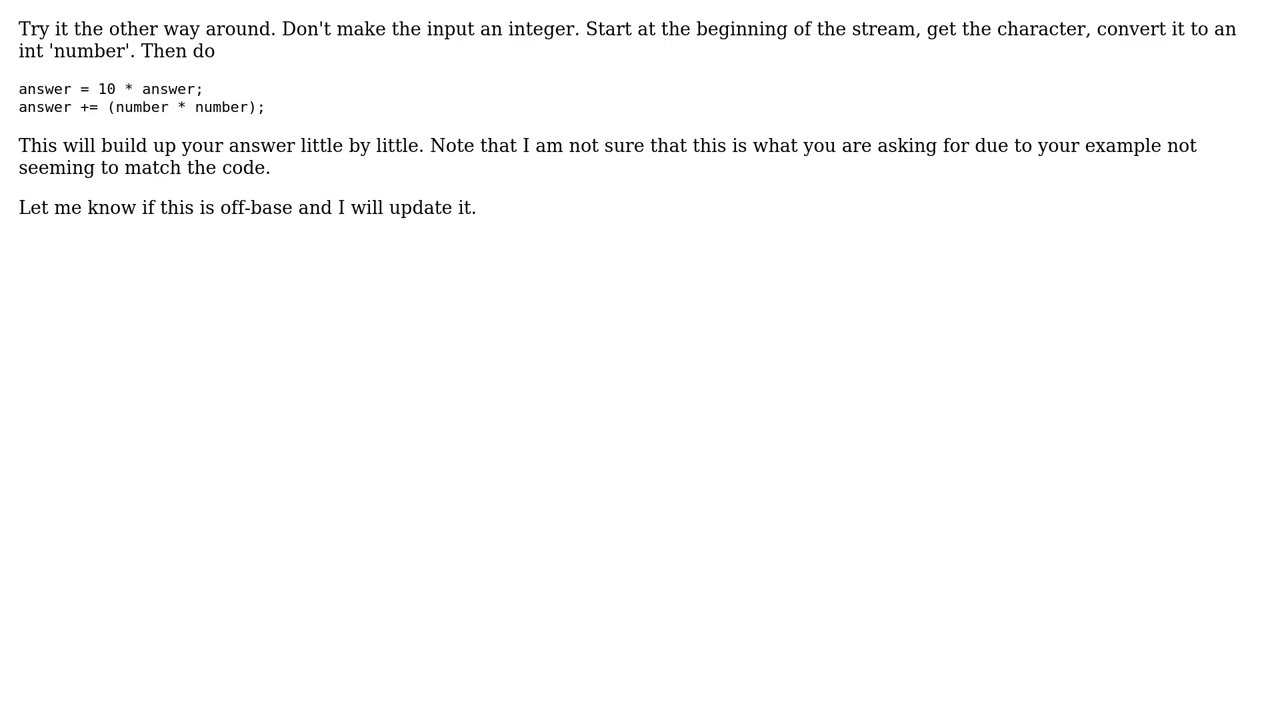 Try it the other way around. Don't make the input an integer. Start at the beginning of the stream, get the character, convert it to an
int 'number'. Then do
answer = 10 * answer;
answer += (number * number);
This will build up your answer little by little. Note that I am not sure that this is what you are asking for due to your example not
seeming to match the code.
Let me know if this is off-base and I will update it.